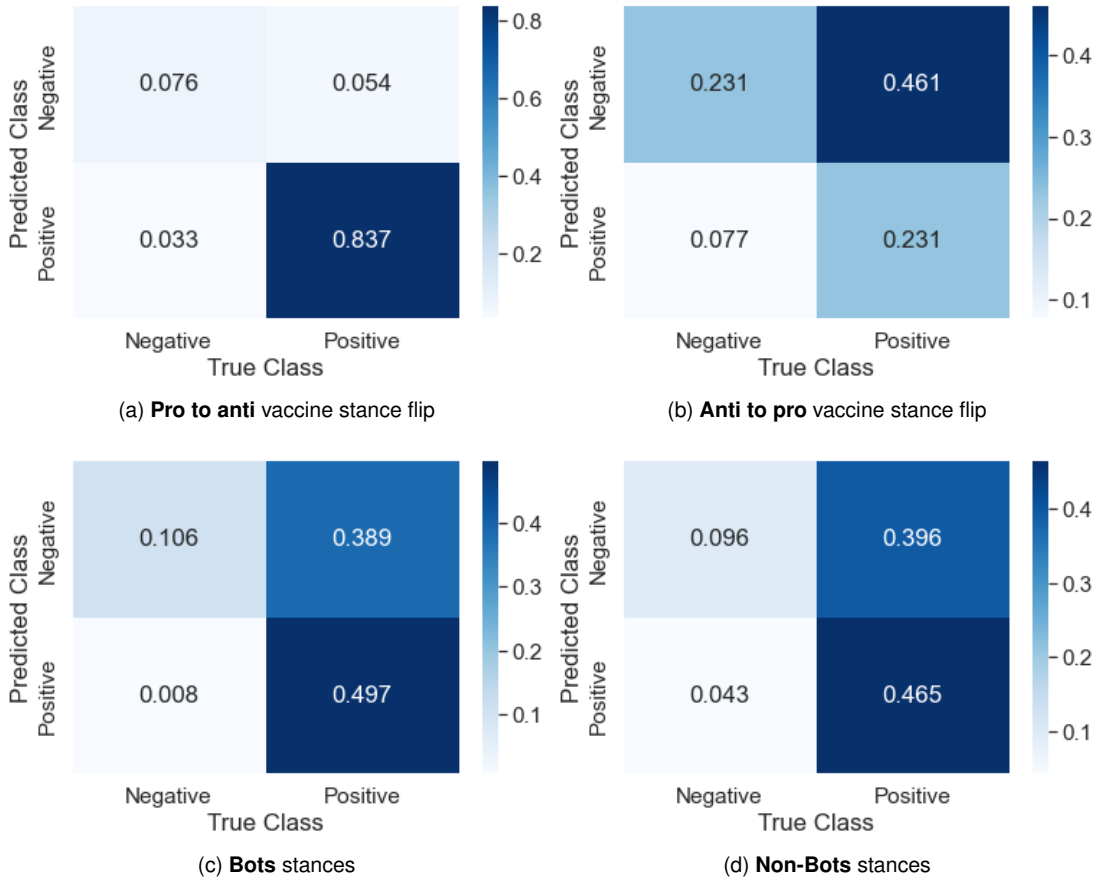 Predicted Class
Negative
Positive
0.076 0.054
0.033 0.837
Negative Positive
True Class
0.8
0.6
0.4
0.2
(a) Pro to anti vaccine stance flip
Predicted Class
Negative
Positive
0.231 0.461
0.077 0.231
Negative Positive
True Class
0.4
0.3
0.2
0.1
(b) Anti to pro vaccine stance flip
Predicted Class
Negative
Positive
0.106 0.389
0.008 0.497
Negative Positive
True Class
0.4
0.3
0.2
0.1
(c) Bots stances
Predicted Class
Negative
Positive
0.096 0.396
0.043 0.465
Negative Positive
True Class
0.4
0.3
0.2
0.1
(d) Non-Bots stances